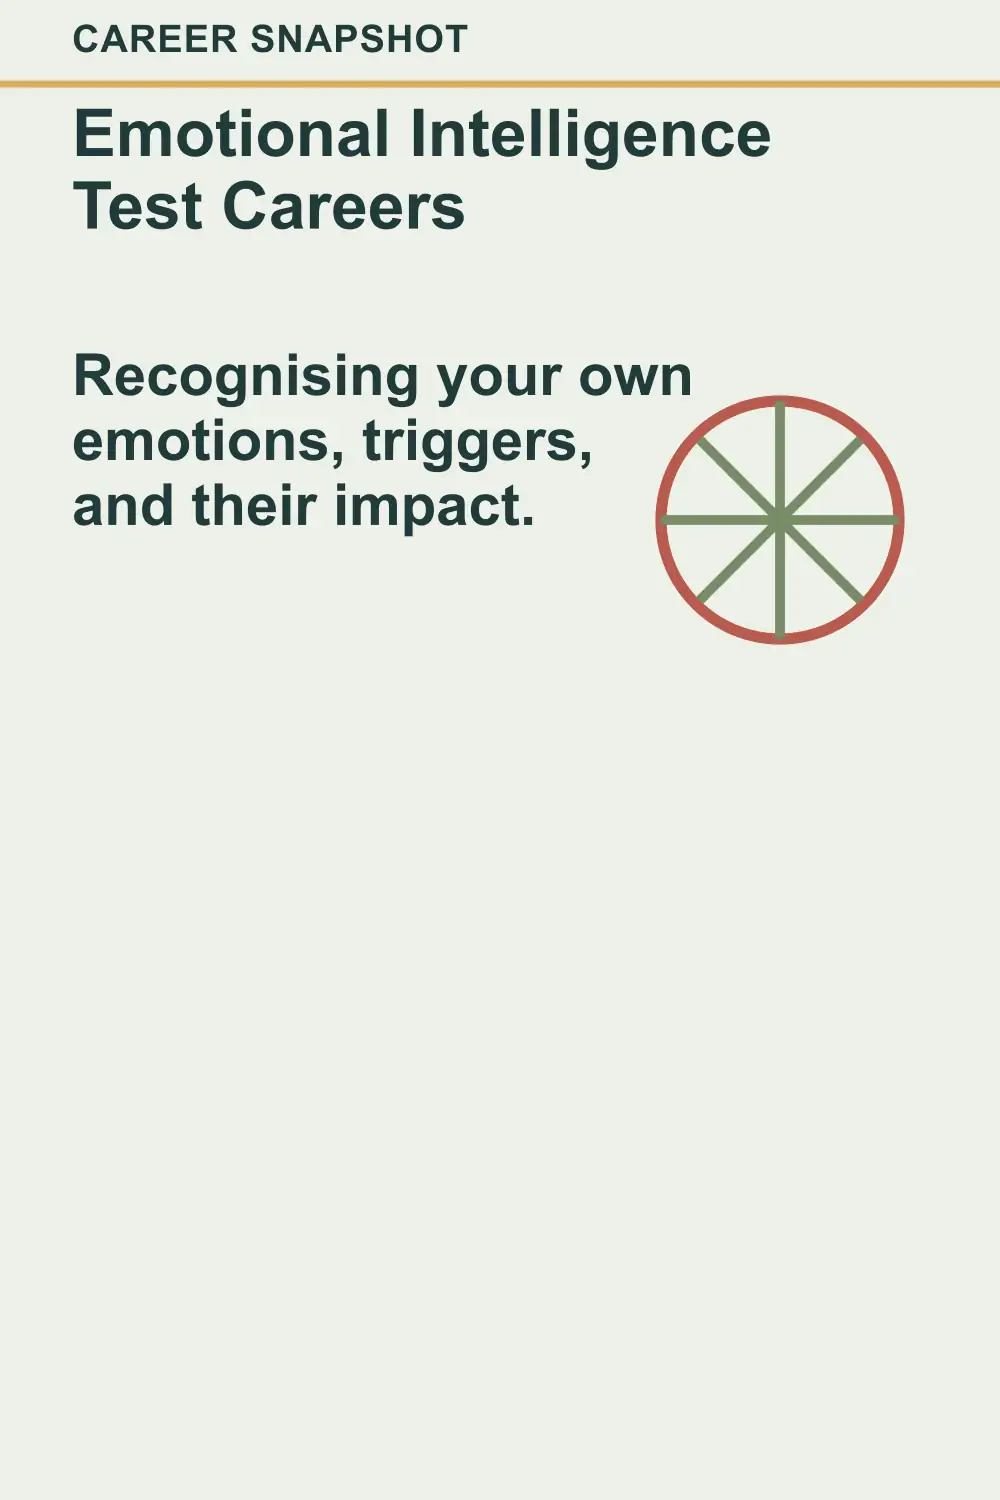 CAREER SNAPSHOT
Emotional Intelligence
Test Careers
Recognising your own
emotions, triggers,
and their impact.